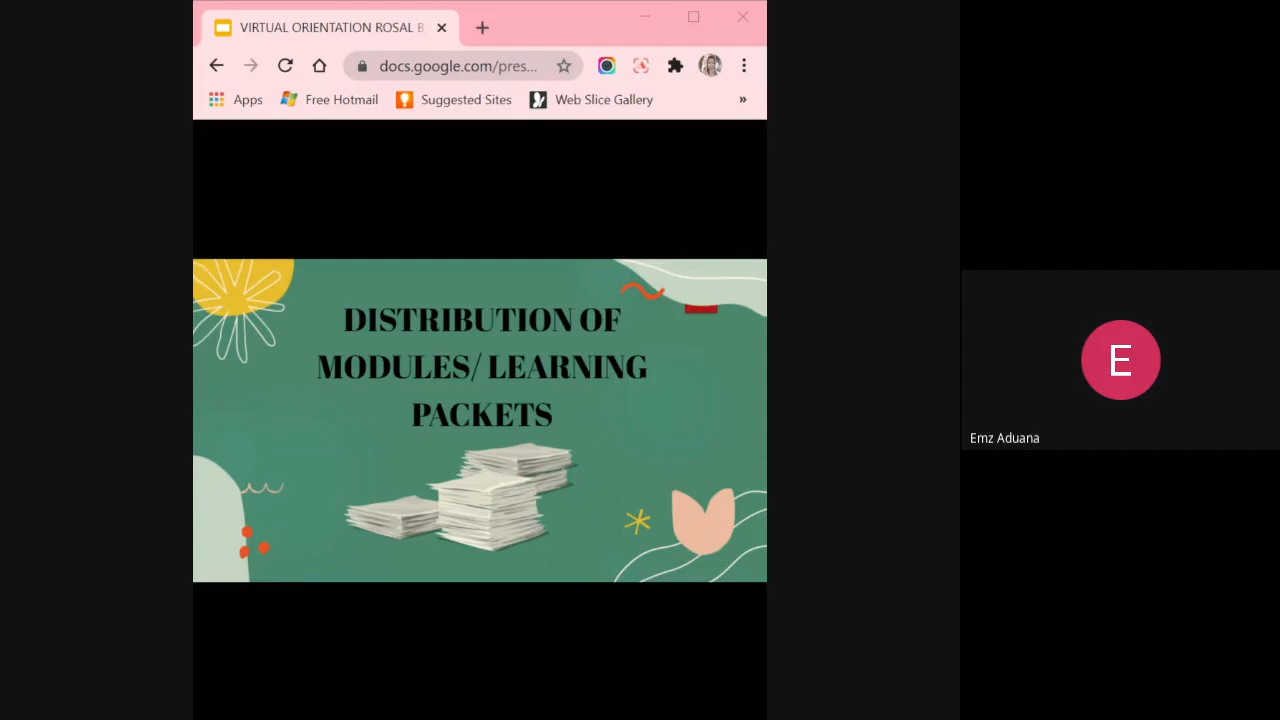 VIRTUAL ORIENTATION ROSAL B
docs.google.com/pres...
Apps
Free Hotmail
Suggested Sites
Web Slice Gallery
»
DISTRIBUTION OF
MODULES/ LEARNING
PACKETS
E
Emz Aduana